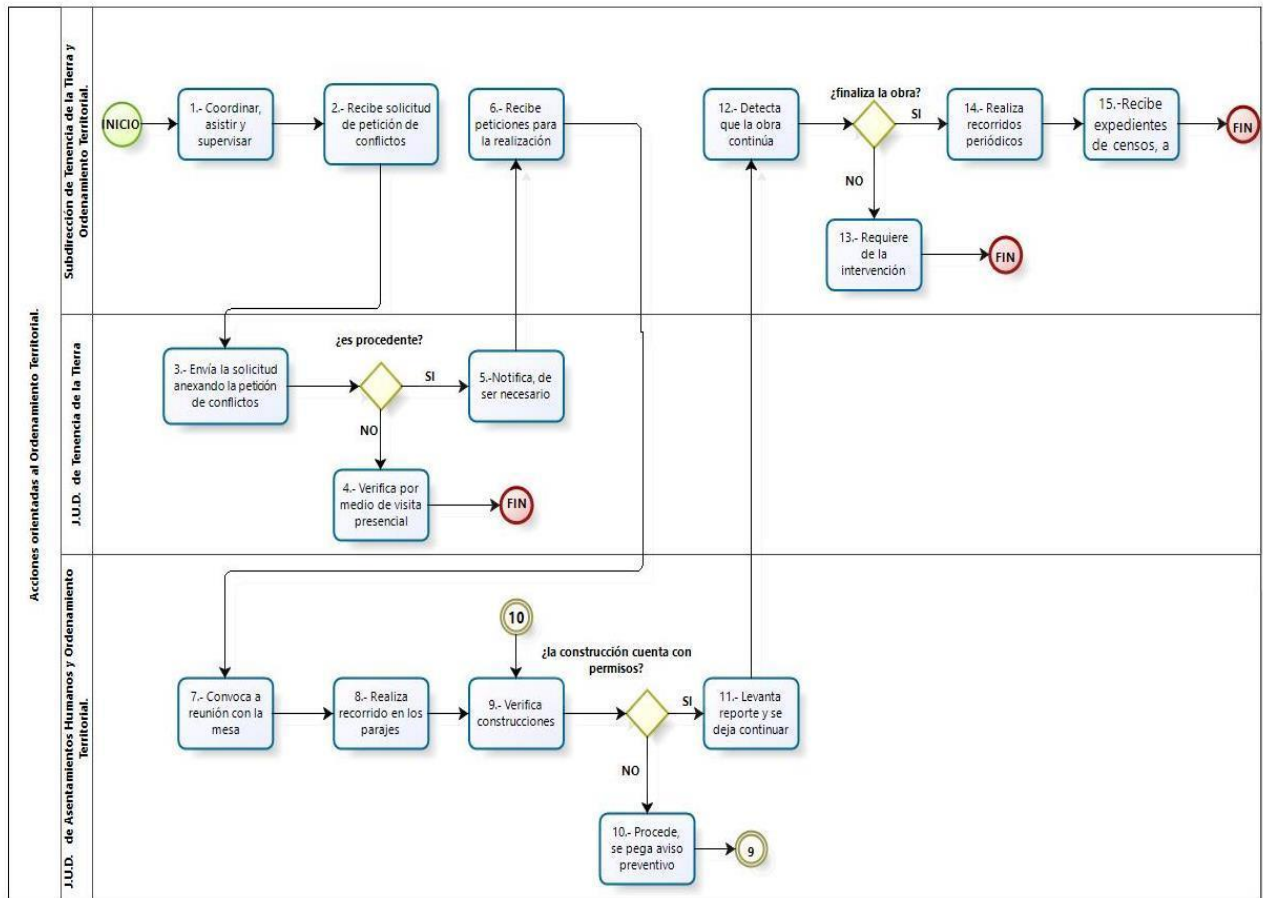 Acciones orientadas al Ordenamiento Territorial.
Subdirección de Tenencia de la Tierra y
Ordenamiento Territorial.
INICIO
1.- Coordinar,
asistir y
supervisar
2.- Recibe solicitud
de petición de
conflictos
6.- Recibe
peticiones para
la realización
12.- Detecta
que la obra
continúa
¿finaliza la obra?
SI
14.- Realiza
recorridos
periódicos
15.-Recibe
expedientes
de censos, a
FIN
NO
13.- Requiere
de la
intervención
FIN
J.U.D. de Tenencia de la Tierra
3.- Envía la solicitud
anexando la petición
de conflictos
¿es procedente?
SI
5.-Notifica, de
ser necesario
NO
4.- Verifica por
medio de visita
presencial
FIN
J.U.D. de Asentamientos Humanos y Ordenamiento
Territorial.
10
7.- Convoca a
reunión con la
mesa
8.- Realiza
recorrido en los
parajes
9.- Verifica
construcciones
¿la construcción cuenta con
permisos?
SI
11.- Levanta
reporte y se
deja continuar
NO
10.- Procede,
se pega aviso
preventivo
9